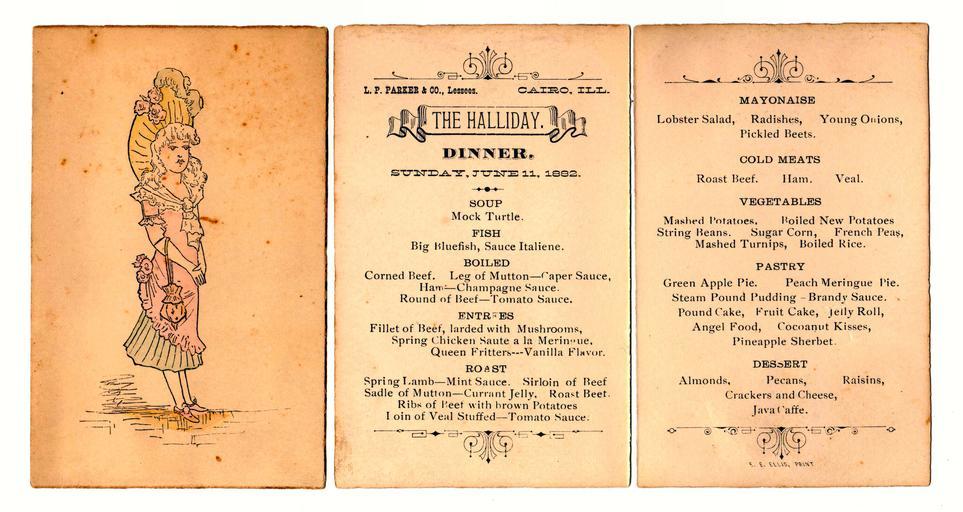 L. P. PARKER & CO., Lessees. CAIRO, ILL.
THE HALLIDAY.
DINNER.
SUNDAY, JUNE 11, 1882.
SOUP
Mock Turtle.
FISH
Big Bluefish, Sauce Italiene.
BOILED
Corned Beef. Leg of Mutton—Caper Sauce,
Ham—Champagne Sauce.
Round of Beef—Tomato Sauce.
ENTREES
Fillet of Beef, larded with Mushrooms,
Spring Chicken Saute a la Meringue,
Queen Fritters---Vanilla Flavor.
ROAST
Spring Lamb—Mint Sauce. Sirloin of Beef
Sadle of Mutton—Currant Jelly, Roast Beef.
Ribs of Beef with brown Potatoes
Loin of Veal Stuffed—Tomato Sauce.
MAYONAISE
Lobster Salad, Radishes, Young Onions,
Pickled Beets.
COLD MEATS
Roast Beef. Ham. Veal.
VEGETABLES
Mashed Potatoes, Boiled New Potatoes
String Beans. Sugar Corn, French Peas,
Mashed Turnips, Boiled Rice.
PASTRY
Green Apple Pie. Peach Meringue Pie.
Steam Pound Pudding—Brandy Sauce.
Pound Cake, Fruit Cake, Jelly Roll,
Angel Food, Cocoanut Kisses,
Pineapple Sherbet.
DESSERT
Almonds, Pecans, Raisins,
Crackers and Cheese,
Java Caffe.
E. E. ELLIS, PRINT